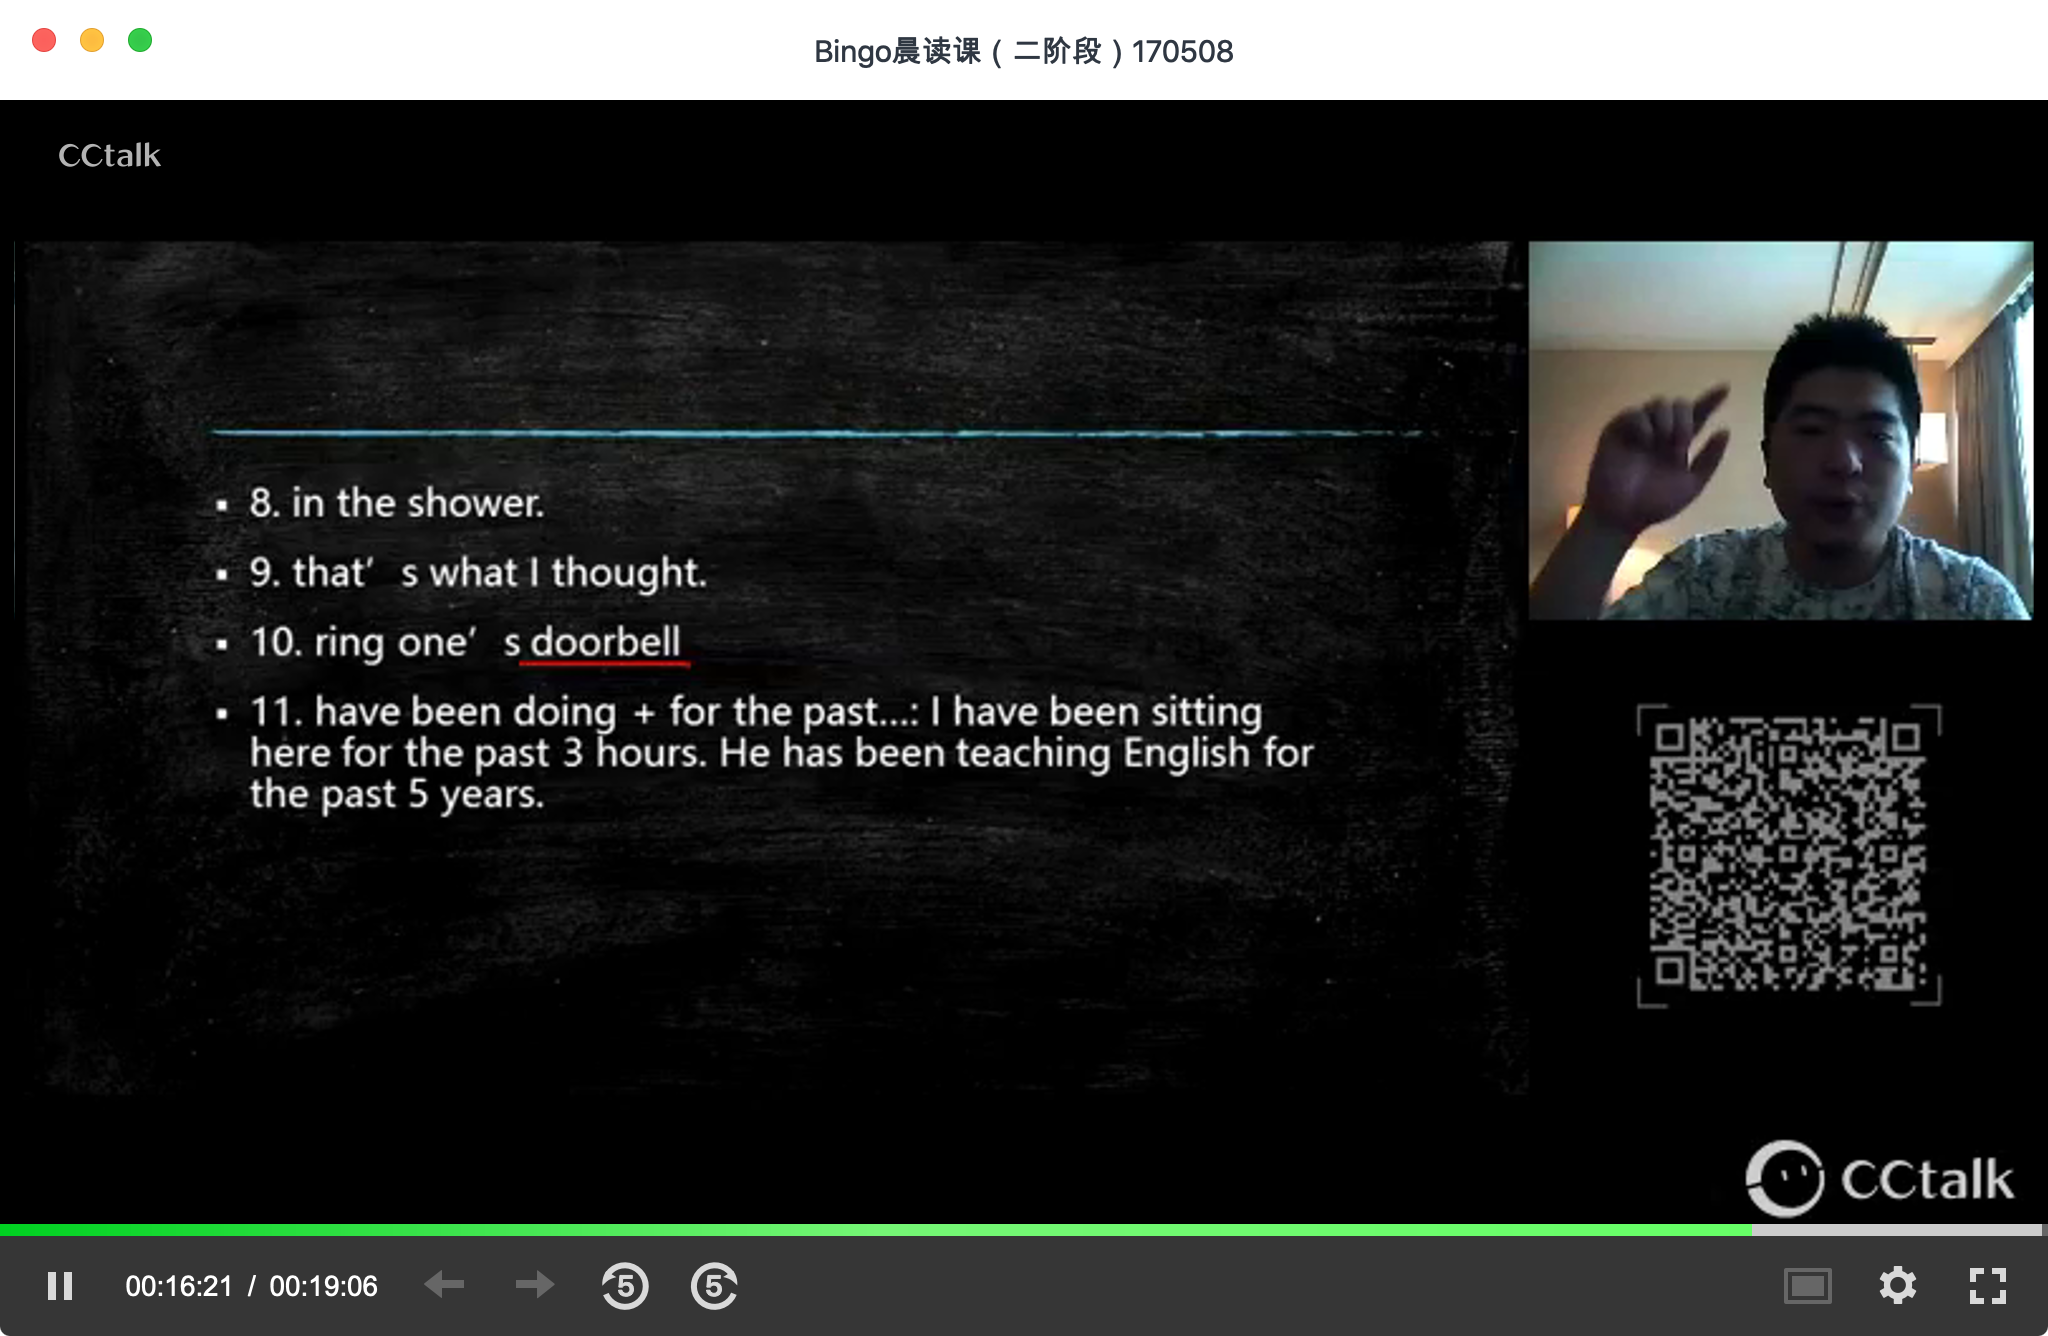 Bingo晨读课（二阶段）170508
CCtalk
▪ 8. in the shower.
▪ 9. that’s what I thought.
▪ 10. ring one’s doorbell
▪ 11. have been doing + for the past...: I have been sitting
here for the past 3 hours. He has been teaching English for
the past 5 years.
CCtalk
00:16:21 / 00:19:06
5
5